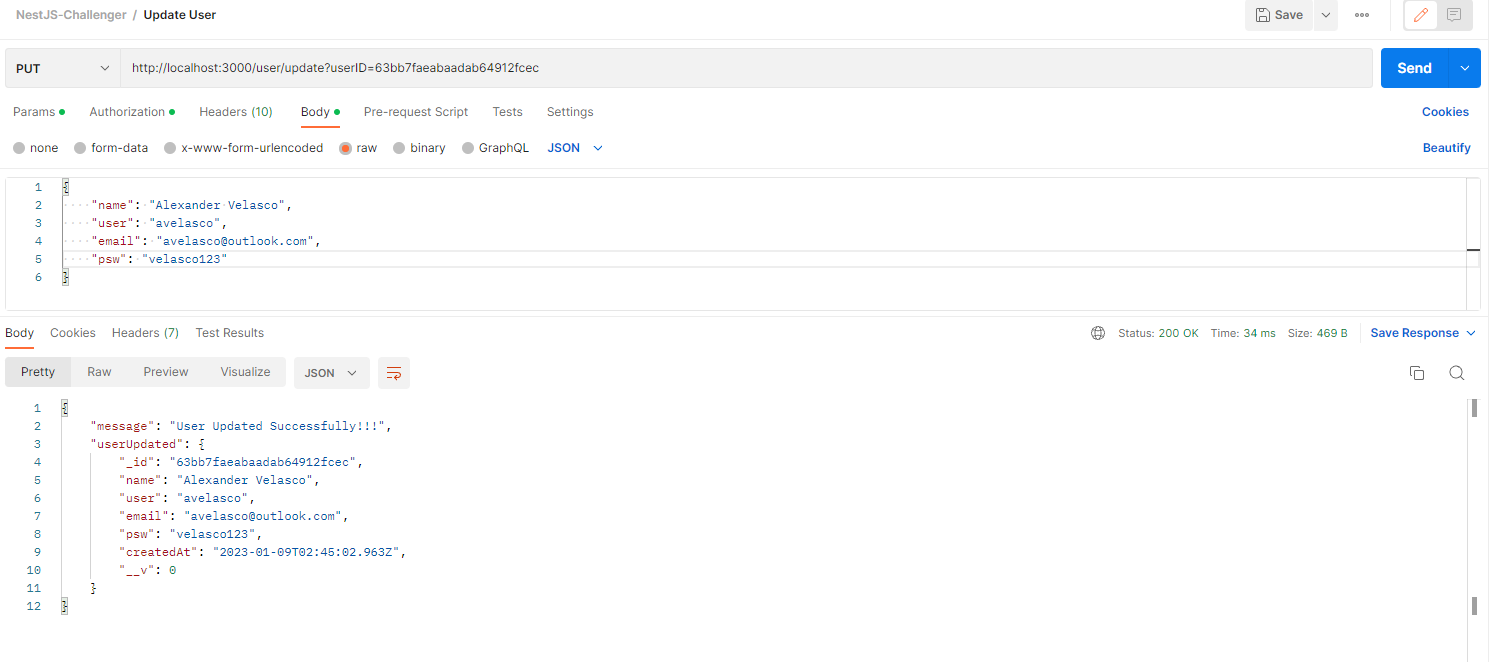 NestJS-Challenger / Update User
Save
PUT http://localhost:3000/user/update?userID=63bb7faeabaadab64912fcec Send
Params Authorization Headers (10) Body Pre-request Script Tests Settings Cookies
none form-data x-www-form-urlencoded raw binary GraphQL JSON Beautify
1 {
2 "name": "Alexander Velasco",
3 "user": "avelasco",
4 "email": "avelasco@outlook.com",
5 "psw": "velasco123"
6 }
Body Cookies Headers (7) Test Results Status: 200 OK Time: 34 ms Size: 469 B Save Response
Pretty Raw Preview Visualize JSON
1 {
2 "message": "User Updated Successfully!!!",
3 "userUpdated": {
4 "_id": "63bb7faeabaadab64912fcec",
5 "name": "Alexander Velasco",
6 "user": "avelasco",
7 "email": "avelasco@outlook.com",
8 "psw": "velasco123",
9 "createdAt": "2023-01-09T02:45:02.963Z",
10 "__v": 0
11 }
12 }